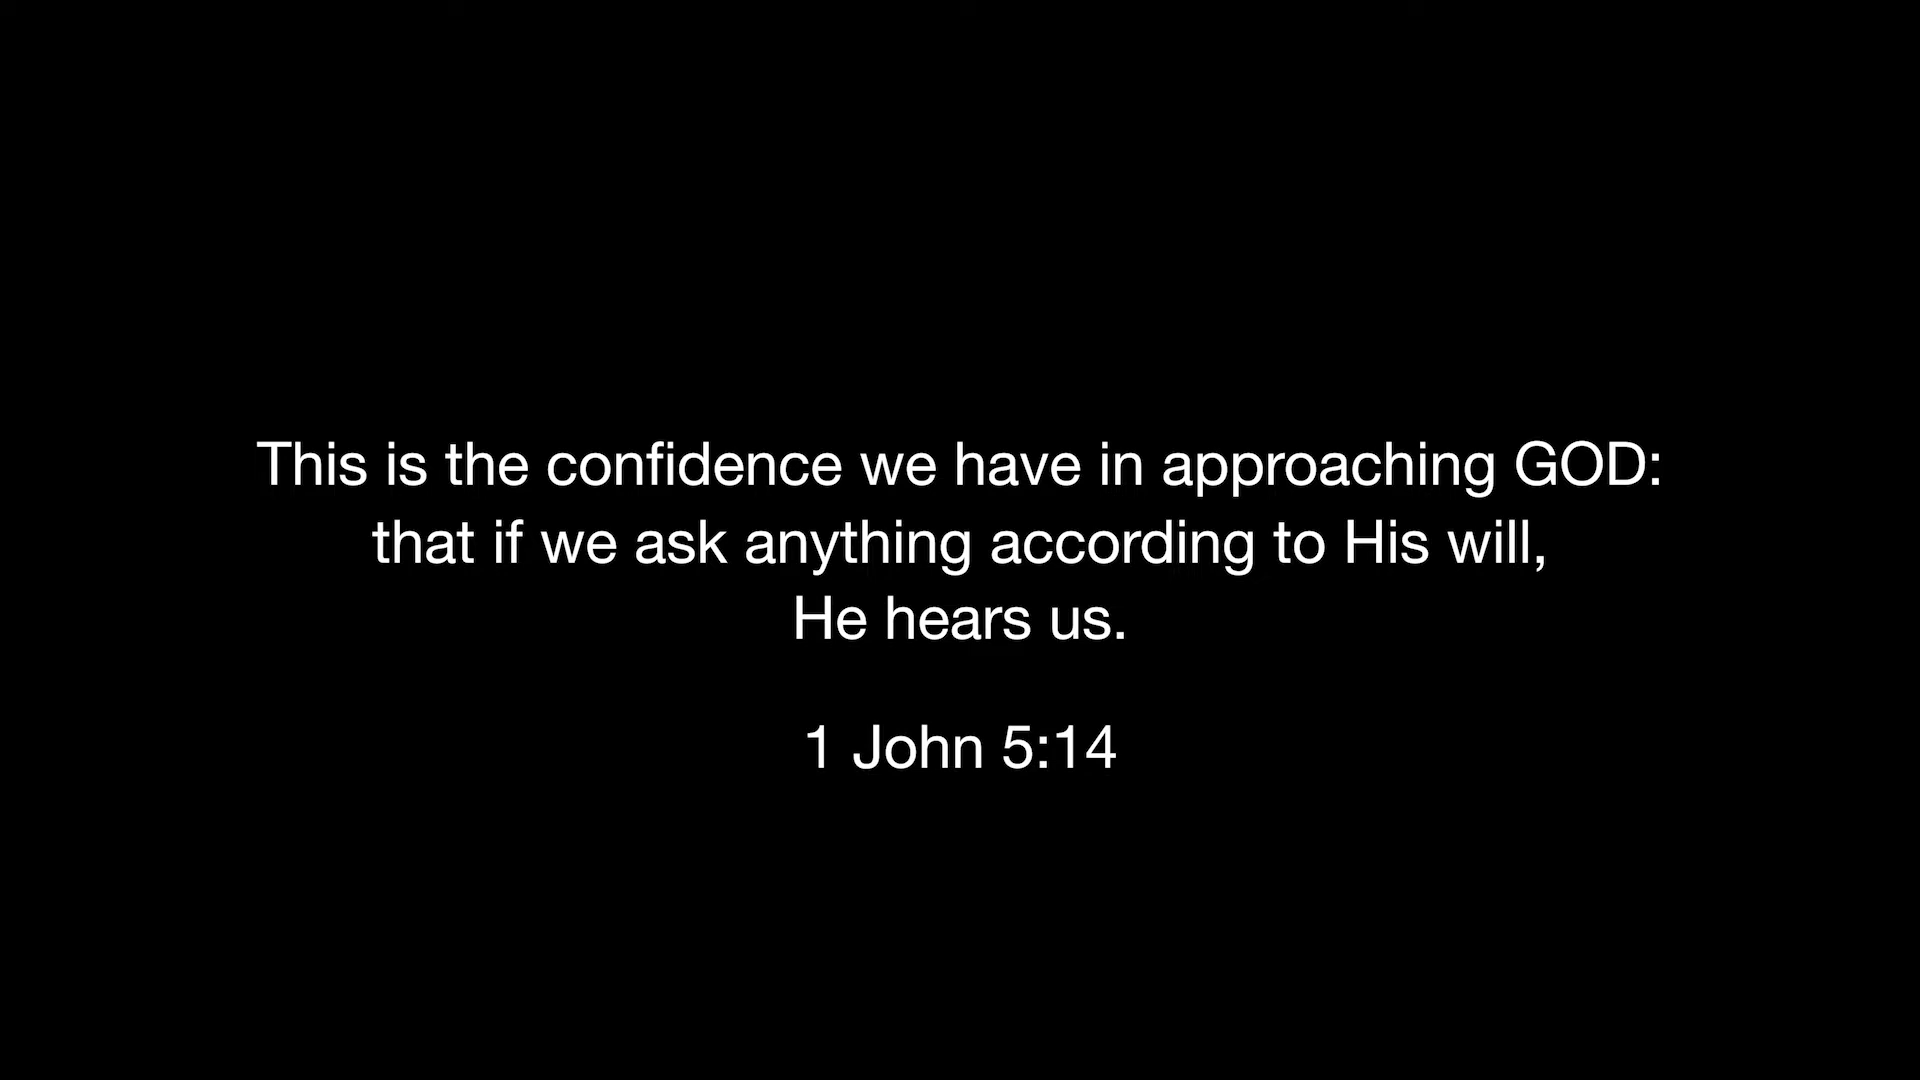 This is the confidence we have in approaching GOD:
that if we ask anything according to His will,
He hears us.
1 John 5:14